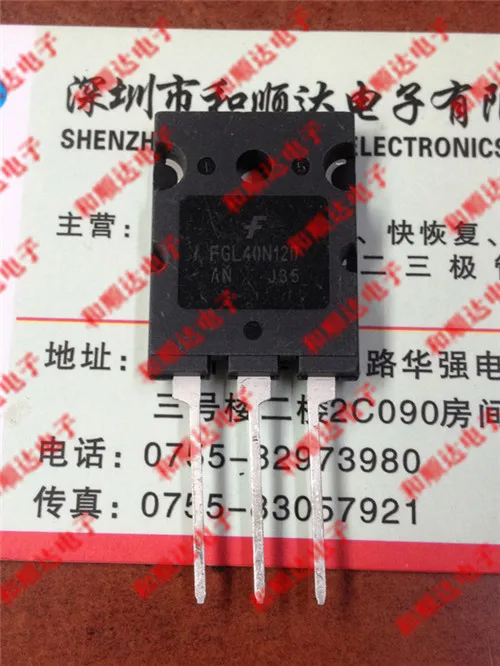 深圳市和顺达电子有限
SHENZH ELECTRONICS
主营： 、快恢复、
二三极管
F
FGL40N120
AN J35
地址： 路华强电
三号楼二楼2C090房间
电话：0755-82973980
传真：0755-83057921
和顺达电子